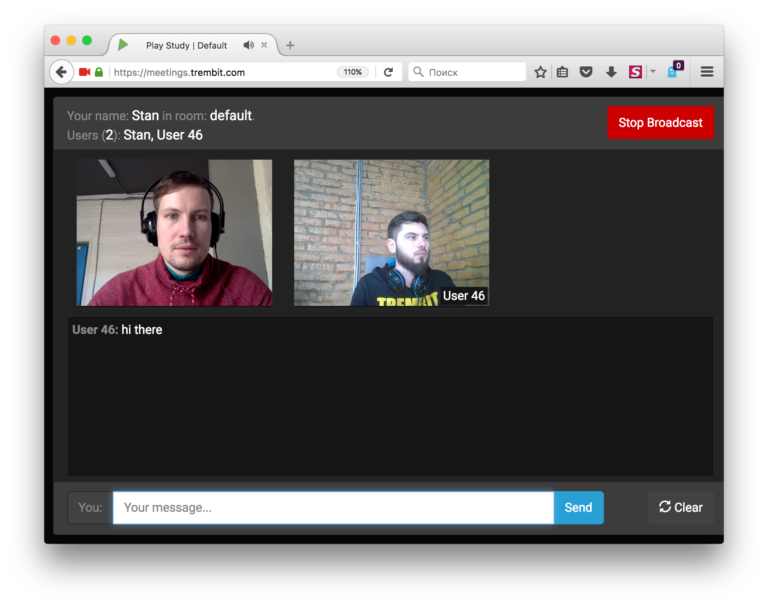 Play Study | Default
https://meetings.trembit.com
110%
Поиск
S
0
Your name: Stan in room: default.
Users (2): Stan, User 46
Stop Broadcast
TREMBIT
User 46
User 46: hi there
You:
Your message...
Send
Clear